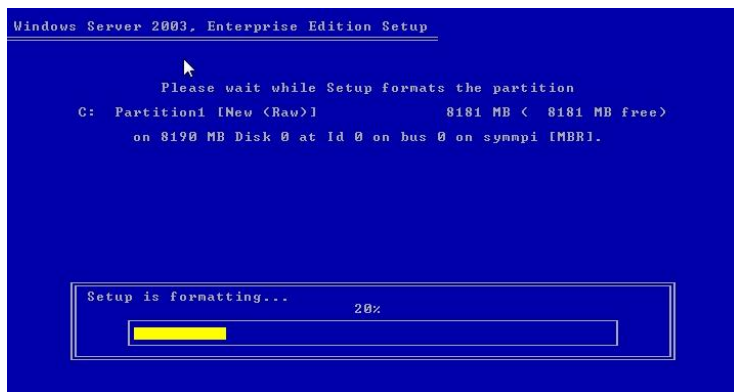 Windows Server 2003, Enterprise Edition Setup
Please wait while Setup formats the partition
C: Partition1 [New (Raw)] 8181 MB ( 8181 MB free)
on 8190 MB Disk 0 at Id 0 on bus 0 on symmpi [MBR].
Setup is formatting...
20%